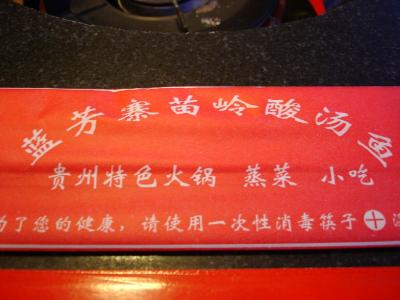 蓝芳寨苗岭酸汤鱼
贵州特色火锅 蒸菜 小吃
为了您的健康，请使用一次性消毒筷子